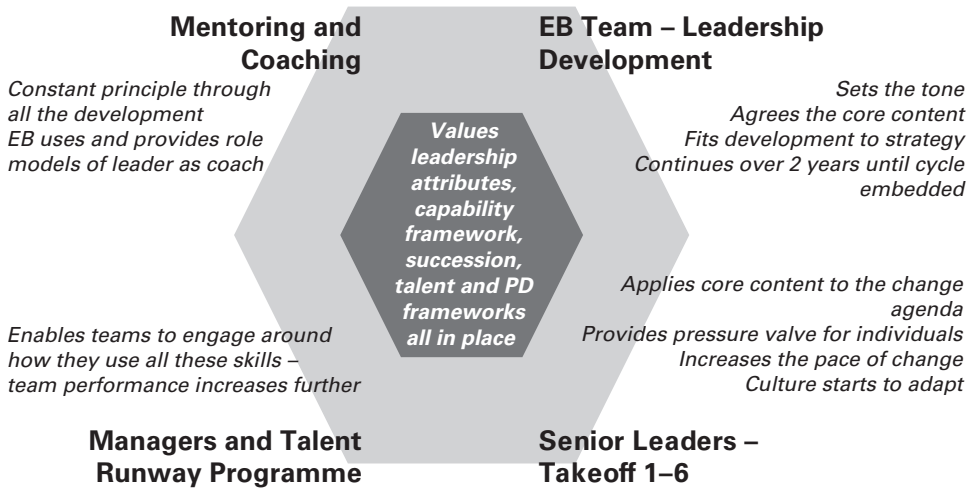 Mentoring and
Coaching
Constant principle through
all the development
EB uses and provides role
models of leader as coach
EB Team – Leadership
Development
Sets the tone
Agrees the core content
Fits development to strategy
Continues over 2 years until cycle
embedded
Values
leadership
attributes,
capability
framework,
succession,
talent and PD
frameworks
all in place
Enables teams to engage around
how they use all these skills –
team performance increases further
Managers and Talent
Runway Programme
Applies core content to the change
agenda
Provides pressure valve for individuals
Increases the pace of change
Culture starts to adapt
Senior Leaders –
Takeoff 1–6